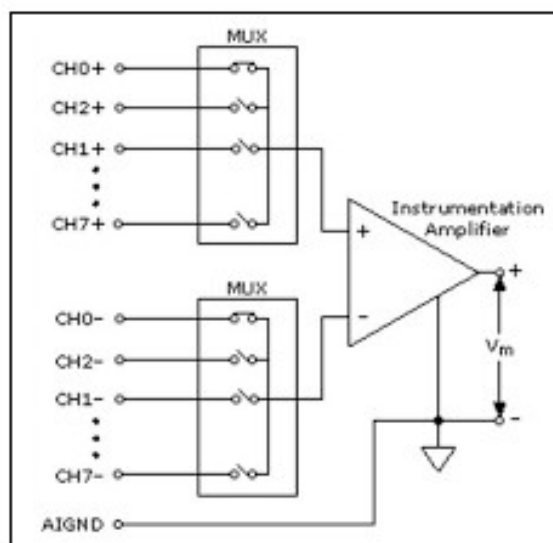 MUX
CH0+
CH2+
CH1+
CH7+
Instrumentation
Amplifier
+
-
+
Vm
-
MUX
CH0-
CH2-
CH1-
CH7-
AIGND